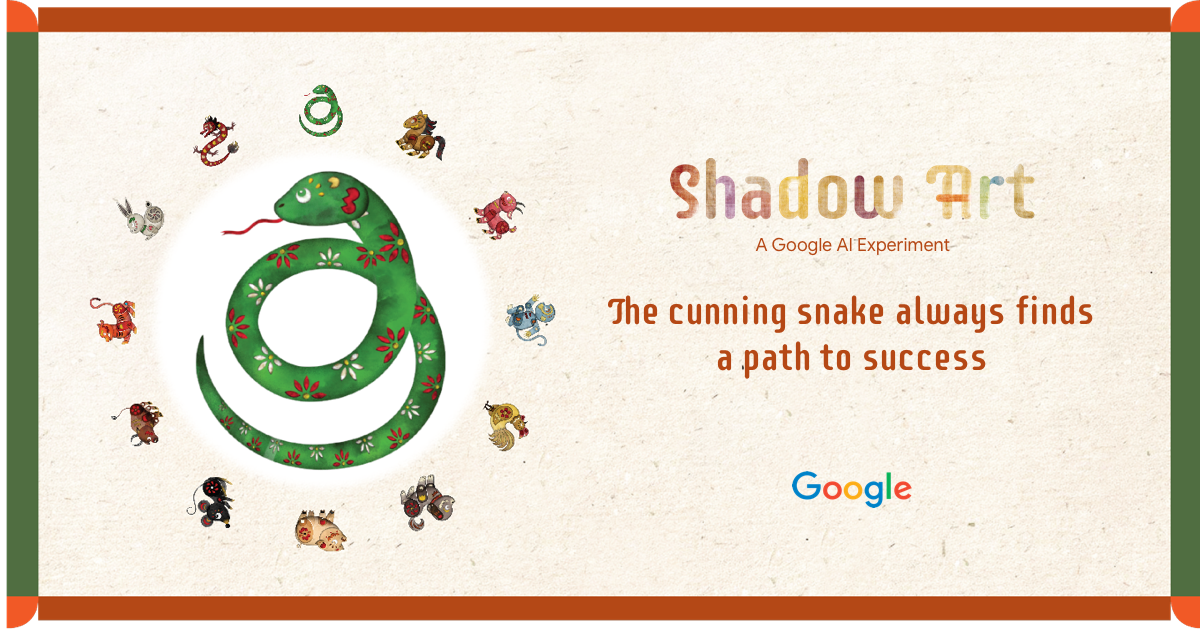 Shadow Art
A Google AI Experiment
The cunning snake always finds
a path to success
Google